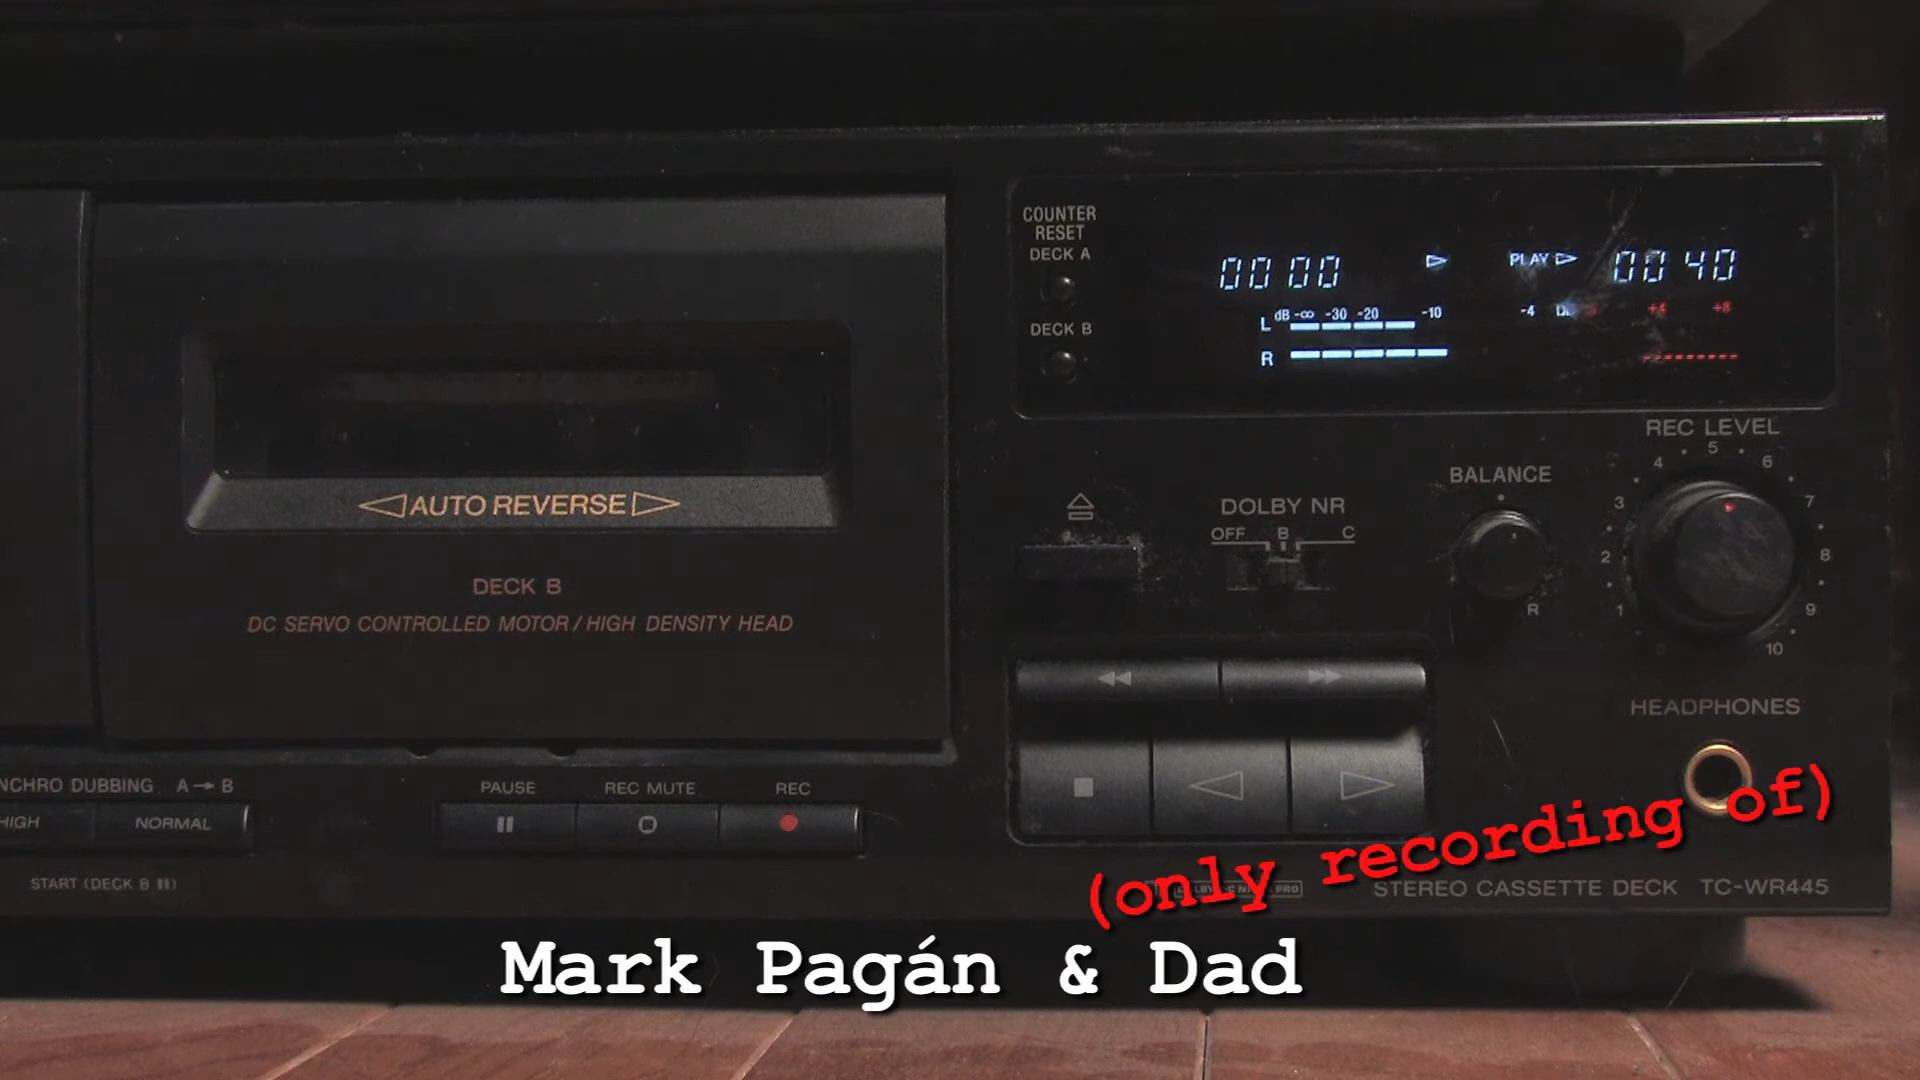 COUNTER
RESET
DECK A
DECK B
00 00
PLAY
00 40
dB -∞ -30 -20 -10 -4 +4 +8
L
R
REC LEVEL
1 2 3 4 5 6 7 8 9 10
BALANCE
R
DOLBY NR
OFF B C
AUTO REVERSE
DECK B
DC SERVO CONTROLLED MOTOR / HIGH DENSITY HEAD
HEADPHONES
NCHRO DUBBING A→B
HIGH NORMAL
START (DECK B II)
PAUSE REC MUTE REC
STEREO CASSETTE DECK TC-WR445
(only recording of)
Mark Pagán & Dad